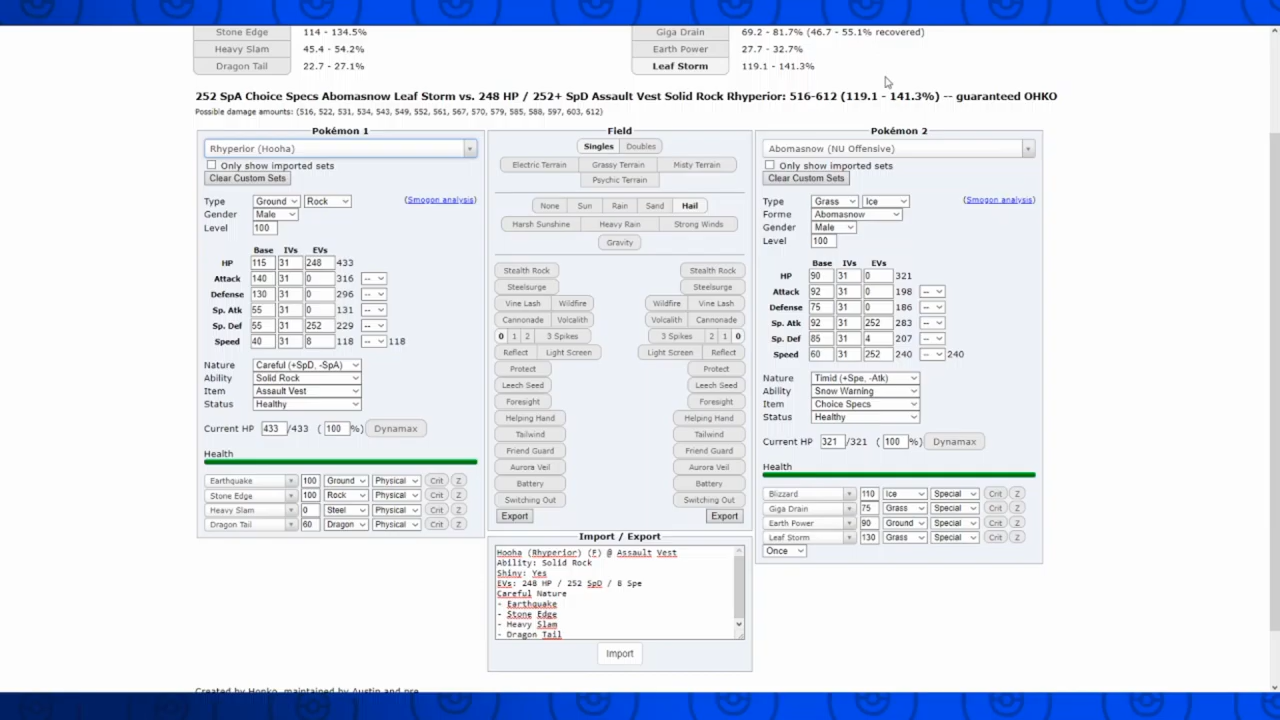 Stone Edge 114 - 134.5% Giga Drain 69.2 - 81.7% (46.7 - 55.1% recovered)
Heavy Slam 45.4 - 54.2% Earth Power 27.7 - 32.7%
Dragon Tail 22.7 - 27.1% Leaf Storm 119.1 - 141.3%
252 SpA Choice Specs Abomasnow Leaf Storm vs. 248 HP / 252+ SpD Assault Vest Solid Rock Rhyperior: 516-612 (119.1 - 141.3%) -- guaranteed OHKO
Possible damage amounts: (516, 522, 531, 534, 543, 549, 552, 561, 567, 570, 579, 585, 588, 597, 603, 612)
Pokémon 1
Rhyperior (Hooha)
Only show imported sets
Clear Custom Sets
Type Ground Rock (Smogon analysis)
Gender Male
Level 100
Base IVs EVs
HP 115 31 248 433
Attack 140 31 0 316 --
Defense 130 31 0 296 --
Sp. Atk 55 31 0 131 --
Sp. Def 55 31 252 229 --
Speed 40 31 8 118 -- 118
Nature Careful (+SpD, -SpA)
Ability Solid Rock
Item Assault Vest
Status Healthy
Current HP 433 /433 ( 100 %) Dynamax
Health
Earthquake 100 Ground Physical Crit Z
Stone Edge 100 Rock Physical Crit Z
Heavy Slam 0 Steel Physical Crit Z
Dragon Tail 60 Dragon Physical Crit Z
Field
Singles Doubles
Electric Terrain Grassy Terrain Misty Terrain
Psychic Terrain
None Sun Rain Sand Hail
Harsh Sunshine Heavy Rain Strong Winds
Gravity
Stealth Rock Stealth Rock
Steelsurge Steelsurge
Vine Lash Wildfire Wildfire Vine Lash
Cannonade Volcalith Volcalith Cannonade
0 1 2 3 Spikes 3 Spikes 2 1 0
Reflect Light Screen Light Screen Reflect
Protect Protect
Leech Seed Leech Seed
Foresight Foresight
Helping Hand Helping Hand
Tailwind Tailwind
Friend Guard Friend Guard
Aurora Veil Aurora Veil
Battery Battery
Switching Out Switching Out
Export Export
Import / Export
Hooha (Rhyperior) (F) @ Assault Vest
Ability: Solid Rock
Shiny: Yes
EVs: 248 HP / 252 SpD / 8 Spe
Careful Nature
- Earthquake
- Stone Edge
- Heavy Slam
- Dragon Tail
Import
Pokémon 2
Abomasnow (NU Offensive)
Only show imported sets
Clear Custom Sets
Type Grass Ice (Smogon analysis)
Forme Abomasnow
Gender Male
Level 100
Base IVs EVs
HP 90 31 0 321
Attack 92 31 0 198 --
Defense 75 31 0 186 --
Sp. Atk 92 31 252 283 --
Sp. Def 85 31 4 207 --
Speed 60 31 252 240 -- 240
Nature Timid (+Spe, -Atk)
Ability Snow Warning
Item Choice Specs
Status Healthy
Current HP 321 /321 ( 100 %) Dynamax
Health
Blizzard 110 Ice Special Crit Z
Giga Drain 75 Grass Special Crit Z
Earth Power 90 Ground Special Crit Z
Leaf Storm 130 Grass Special Crit Z
Once
Created by Honko, maintained by Austin and pre